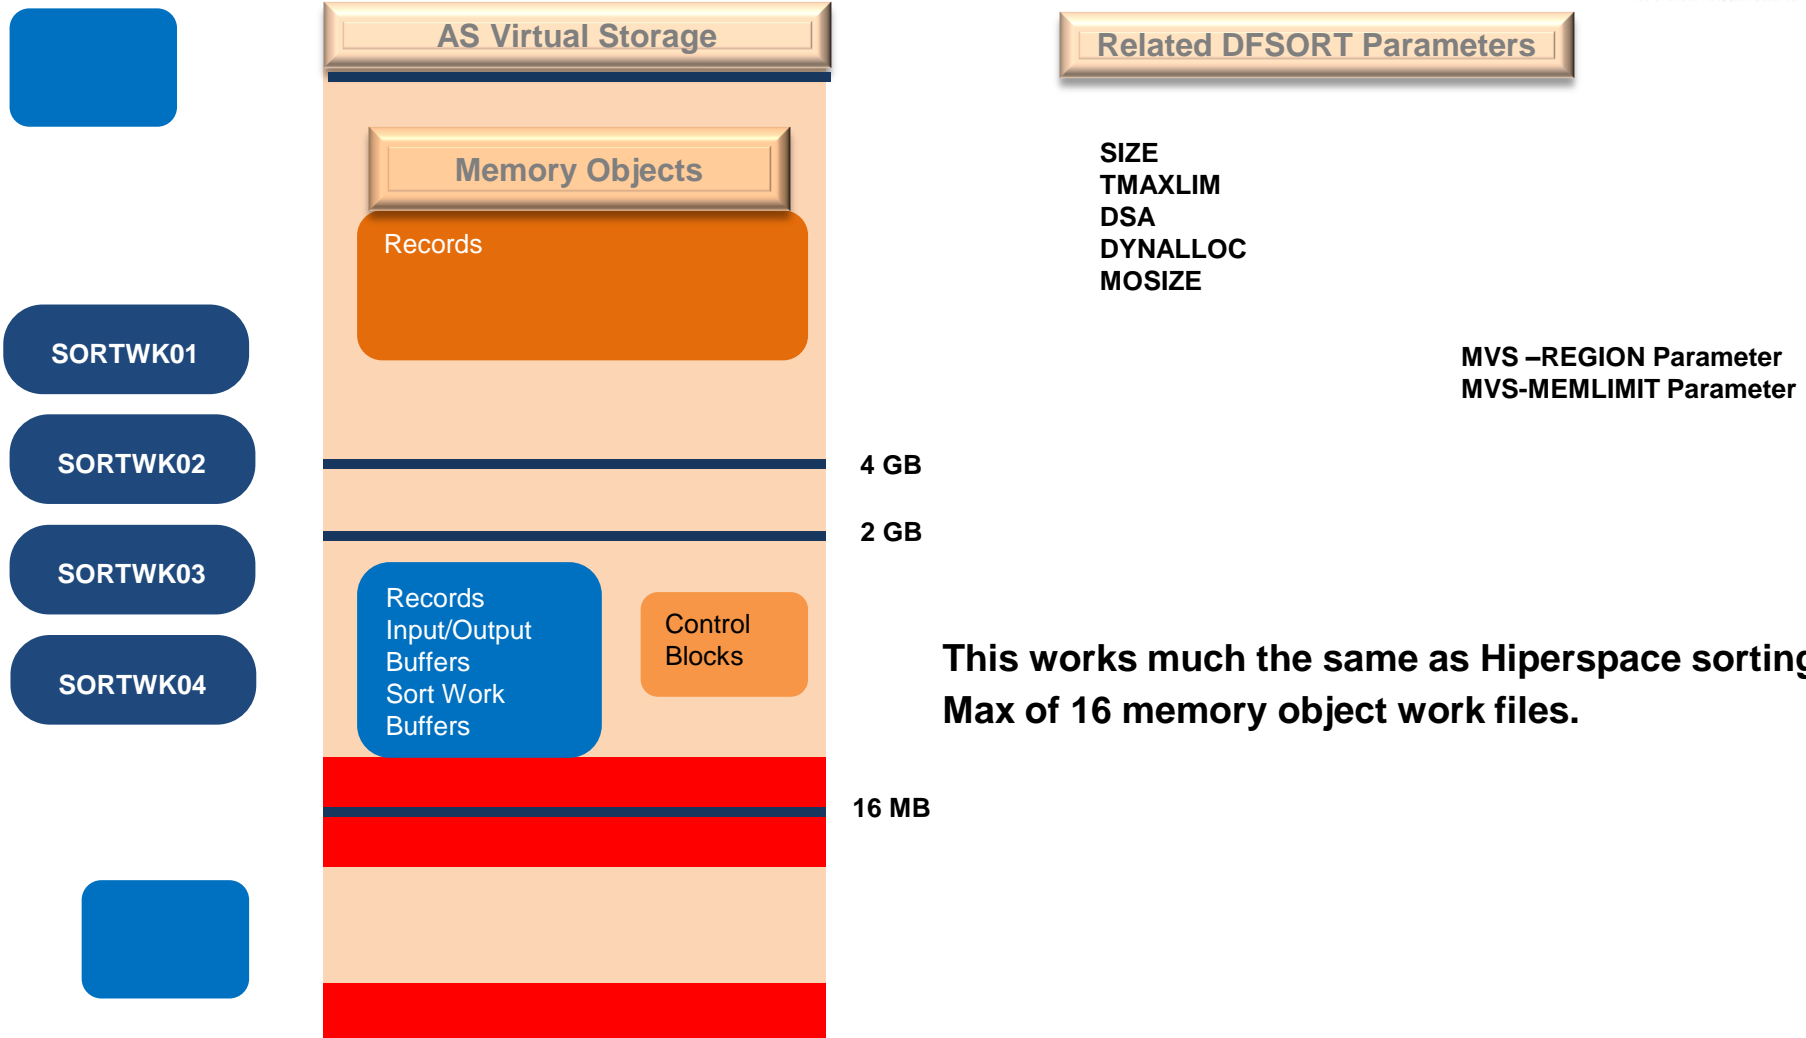 AS Virtual Storage
Related DFSORT Parameters
Memory Objects
Records
SIZE
TMAXLIM
DSA
DYNALLOC
MOSIZE
MVS –REGION Parameter
MVS-MEMLIMIT Parameter
SORTWK01
SORTWK02
SORTWK03
SORTWK04
4 GB
2 GB
Records
Input/Output
Buffers
Sort Work
Buffers
Control
Blocks
This works much the same as Hiperspace sorting
Max of 16 memory object work files.
16 MB